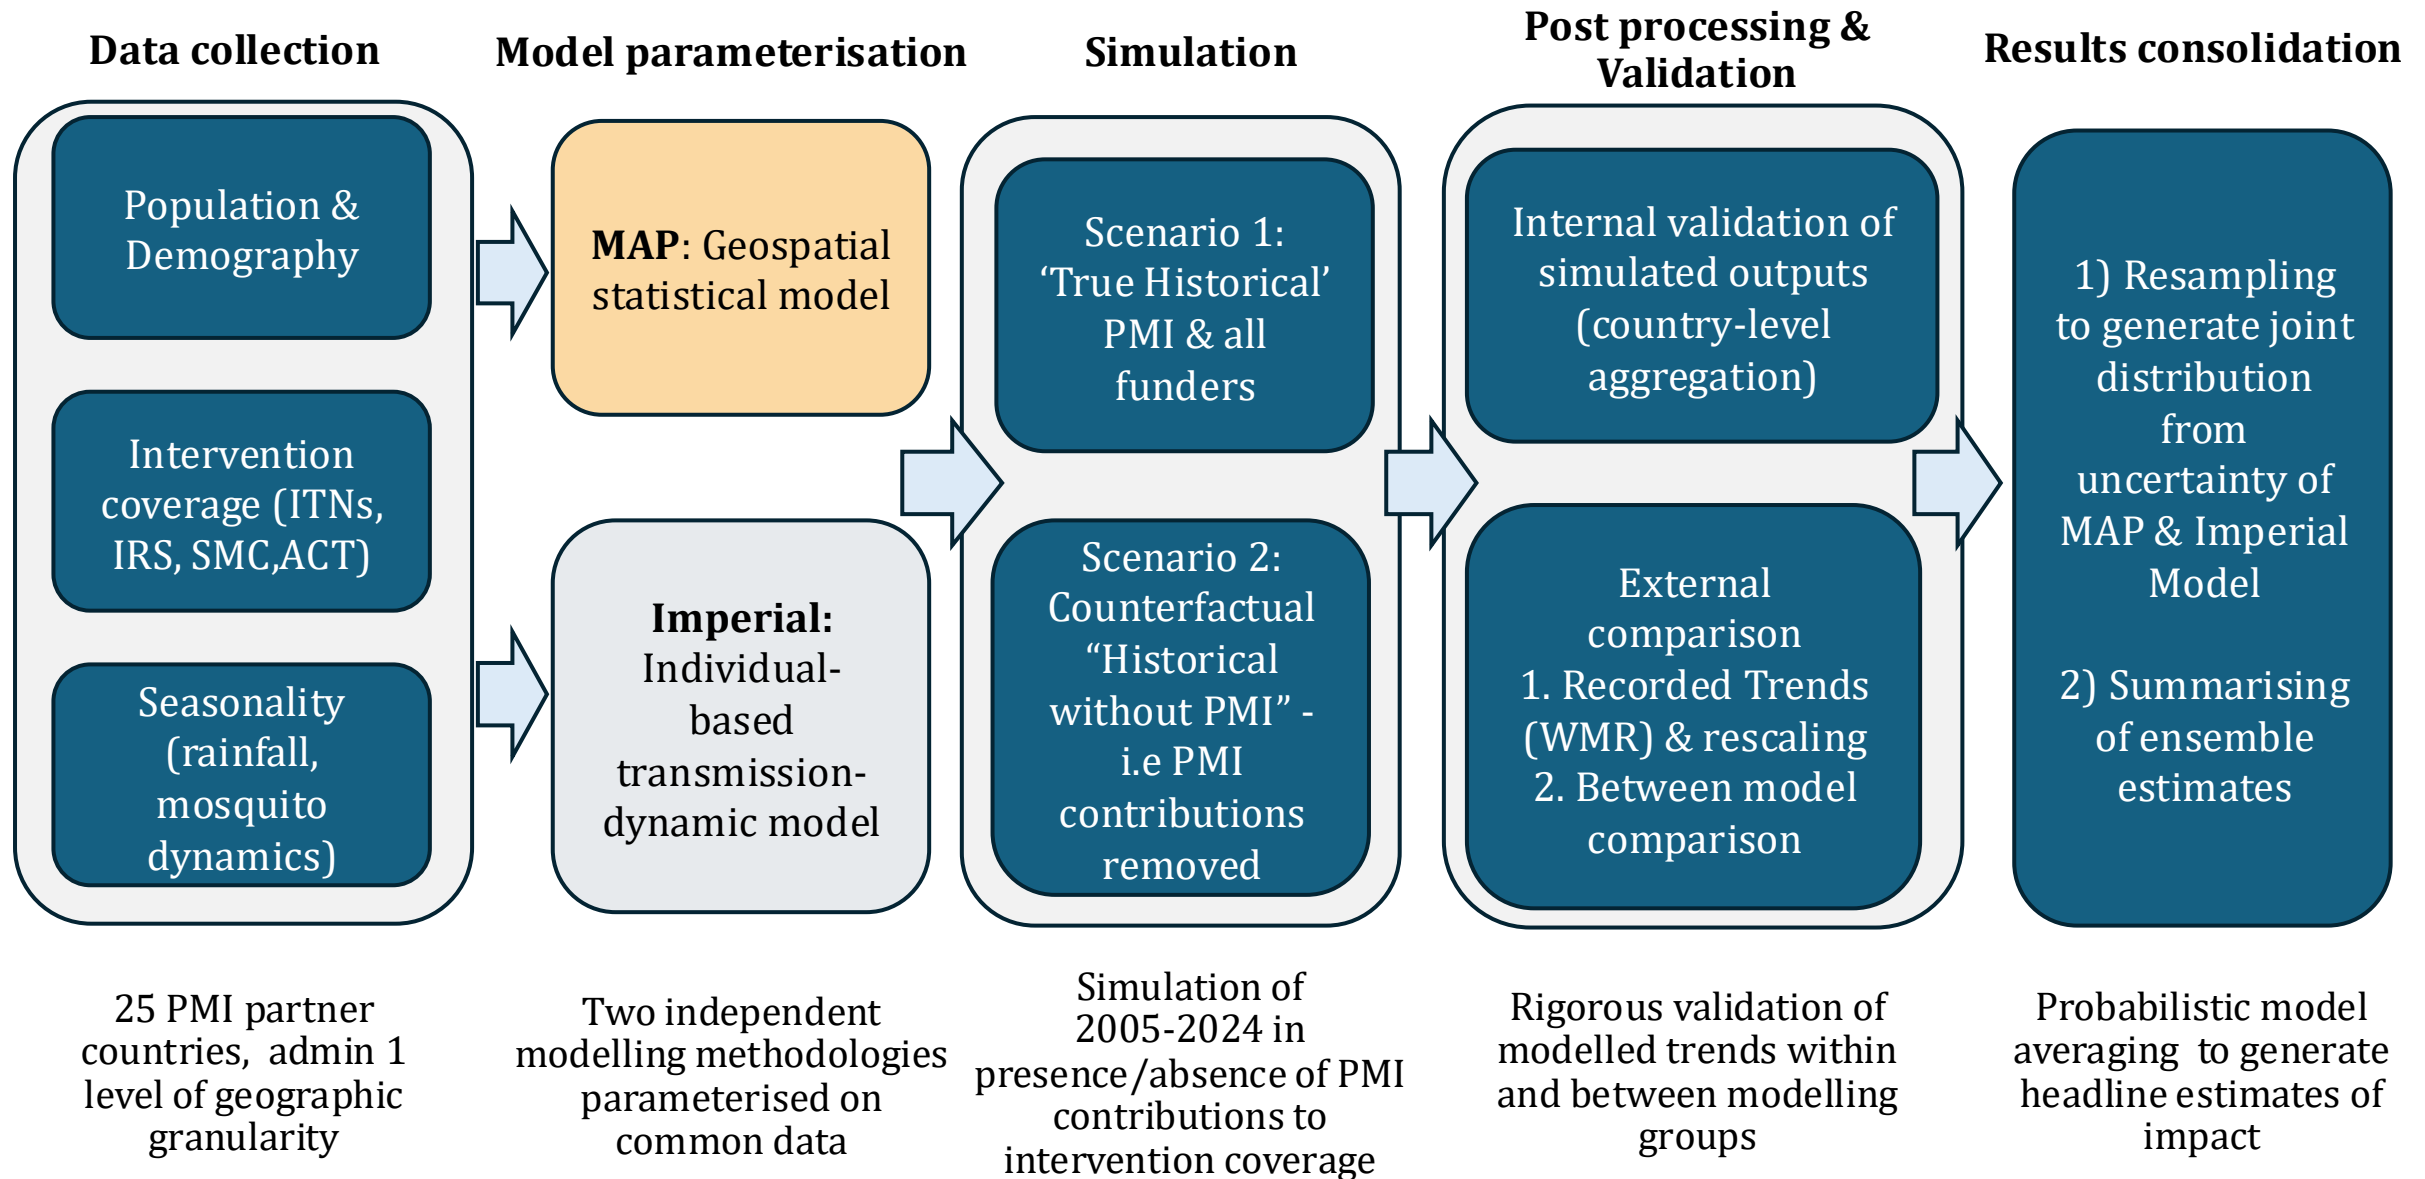 Data collection
Population &
Demography
Intervention
coverage (ITNs,
IRS, SMC,ACT)
Seasonality
(rainfall,
mosquito
dynamics)
25 PMI partner
countries,  admin 1
level of geographic
granularity
Model parameterisation
MAP: Geospatial
statistical model
Imperial:
Individual-
based
transmission-
dynamic model
Two independent
modelling methodologies
parameterised on
common data
Simulation
Scenario 1:
‘True Historical’
PMI & all
funders
Scenario 2:
Counterfactual
“Historical
without PMI” -
i.e PMI
contributions
removed
Simulation of
2005-2024 in
presence/absence of PMI
contributions to
intervention coverage
Post processing &
Validation
Internal validation of
simulated outputs
(country-level
aggregation)
External
comparison
1. Recorded Trends
(WMR) & rescaling
2. Between model
comparison
Rigorous validation of
modelled trends within
and between modelling
groups
Results consolidation
1) Resampling
to generate joint
distribution
from
uncertainty of
MAP & Imperial
Model
2) Summarising
of ensemble
estimates
Probabilistic model
averaging  to generate
headline estimates of
impact